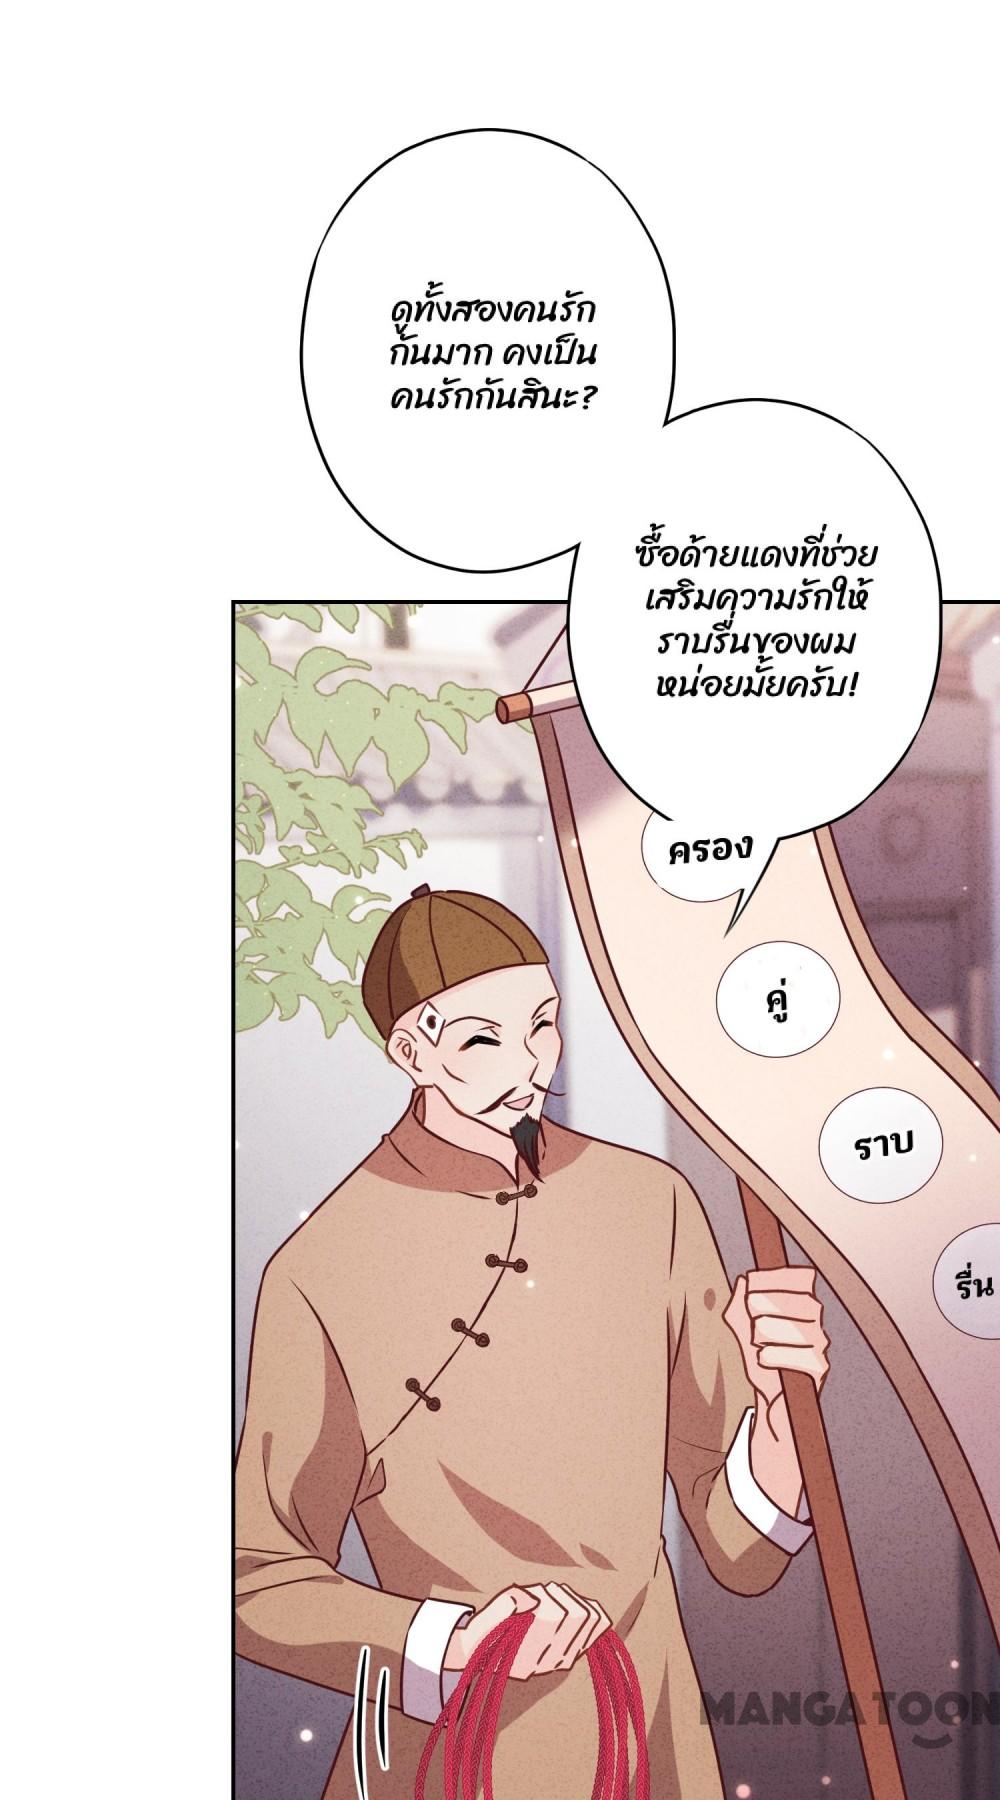 ดูทั้งสองคนรัก
กันมาก คงเป็น
คนรักกันสินะ?
ซื้อด้ายแดงที่ช่วย
เสริมความรักให้
ราบรื่นของผม
หน่อยมั้ยครับ!
ครอง
คู่
ราบ
รื่น
MANGATOON